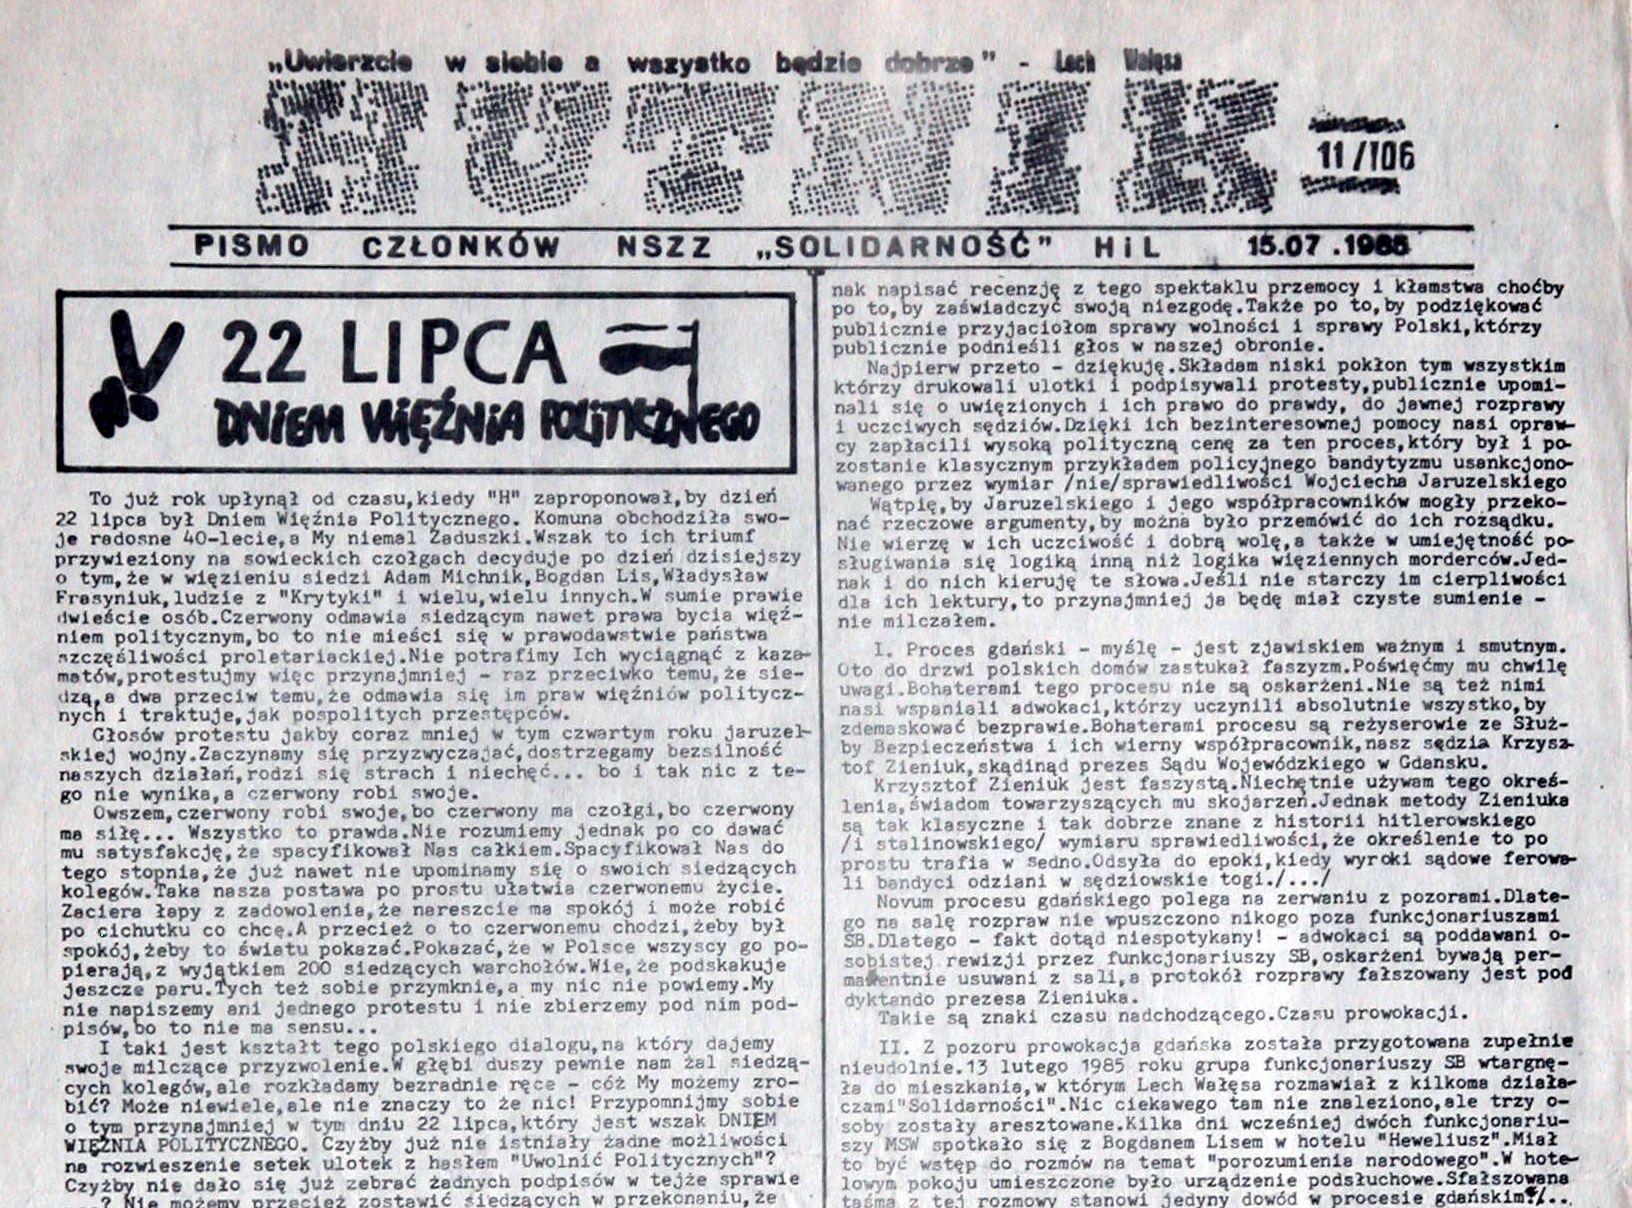 „Uwierzcie w siebie a wszystko będzie dobrze" - Lech Wałęsa
HUTNIK
11/106
PISMO CZŁONKÓW NSZZ „SOLIDARNOŚĆ" HiL 15.07.1985
22 LIPCA
DNIEM WIĘŹNIA POLITYCZNEGO
To już rok upłynął od czasu,kiedy "H" zaproponował,by dzień
22 lipca był Dniem Więźnia Politycznego. Komuna obchodziła swo-
je radosne 40-lecie,a My niemal Zaduszki.Wszak to ich triumf
przywieziony na sowieckich czołgach decyduje po dzień dzisiejszy
o tym,że w więzieniu siedzi Adam Michnik,Bogdan Lis,Władysław
Frasyniuk,ludzie z "Krytyki" i wielu,wielu innych.W sumie prawie
dwieście osób.Czerwony odmawia siedzącym nawet prawa bycia więź-
niem politycznym,bo to nie mieści się w prawodawstwie państwa
szczęśliwości proletariackiej.Nie potrafimy Ich wyciągnąć z kaza-
matów,protestujmy więc przynajmniej - raz przeciwko temu,że sie-
dzą,a dwa przeciw temu,że odmawia się im praw więźniów politycz-
nych i traktuje,jak pospolitych przestępców.
Głosów protestu jakby coraz mniej w tym czwartym roku jaruzel-
skiej wojny.Zaczynamy się przyzwyczajać,dostrzegamy bezsilność
naszych działań,rodzi się strach i niechęć... bo i tak nic z te-
go nie wynika,a czerwony robi swoje.
Owszem,czerwony robi swoje,bo czerwony ma czołgi,bo czerwony
ma siłę... Wszystko to prawda.Nie rozumiemy jednak po co dawać
mu satysfakcję,że spacyfikował Nas całkiem.Spacyfikował Nas do
tego stopnia,że już nawet nie upominamy się o swoich siedzących
kolegów.Taka nasza postawa po prostu ułatwia czerwonemu życie.
Zaciera łapy z zadowolenia,że nareszcie ma spokój i może robić
po cichutku co chcę.A przecież o to czerwonemu chodzi,żeby był
spokój,żeby to światu pokazać.Pokazać,że w Polsce wszyscy go po-
pierają,z wyjątkiem 200 siedzących warchołów.Wie,że podskakuje
jeszcze paru.Tych też sobie przymknie,a my nic nie powiemy.My
nie napiszemy ani jednego protestu i nie zbierzemy pod nim pod-
pisów,bo to nie ma sensu...
I taki jest kształt tego polskiego dialogu,na który dajemy
swoje milczące przyzwolenie.W głębi duszy pewnie nam żal siedzą-
cych kolegów,ale rozkładamy bezradnie ręce - cóż My możemy zro-
bić? Może niewiele,ale nie znaczy to że nic! Przypomnijmy sobie
o tym przynajmniej w tym dniu 22 lipca,który jest wszak DNIEM
WIĘŹNIA POLITYCZNEGO. Czyżby już nie istniały żadne możliwości
na rozwieszenie setek ulotek z hasłem "Uwolnić Politycznych"?
Czyżby nie dało się już zebrać żadnych podpisów w tejże sprawie
? Nie możemy przecież zostawić siedzących w przekonaniu,że
nak napisać recenzję z tego spektaklu przemocy i kłamstwa choćby
po to,by zaświadczyć swoją niezgodę.Także po to,by podziękować
publicznie przyjaciołom sprawy wolności i sprawy Polski,którzy
publicznie podnieśli głos w naszej obronie.
Najpierw przeto - dziękuję.Składam niski pokłon tym wszystkim
którzy drukowali ulotki i podpisywali protesty,publicznie upomi-
nali się o uwięzionych i ich prawo do prawdy, do jawnej rozprawy
i uczciwych sędziów.Dzięki ich bezinteresownej pomocy nasi opraw-
cy zapłacili wysoką polityczną cenę za ten proces,który był i po-
zostanie klasycznym przykładem policyjnego bandytyzmu usankcjono-
wanego przez wymiar /nie/sprawiedliwości Wojciecha Jaruzelskiego
Wątpię,by Jaruzelskiego i jego współpracowników mogły przeko-
nać rzeczowe argumenty,by można było przemówić do ich rozsądku.
Nie wierzę w ich uczciwość i dobrą wolę,a także w umiejętność po-
sługiwania się logiką inną niż logika więziennych morderców.Jed-
nak i do nich kieruję te słowa.Jeśli nie starczy im cierpliwości
dla ich lektury,to przynajmniej ja będę miał czyste sumienie -
nie milczałem.
I. Proces gdański - myślę - jest zjawiskiem ważnym i smutnym.
Oto do drzwi polskich domów zastukał faszyzm.Poświęćmy mu chwilę
uwagi.Bohaterami tego procesu nie są oskarżeni.Nie są też nimi
nasi wspaniali adwokaci,którzy uczynili absolutnie wszystko,by
zdemaskować bezprawie.Bohaterami procesu są reżyserowie ze Służ-
by Bezpieczeństwa i ich wierny współpracownik,nasz sędzia Krzysz-
tof Zieniuk,skądinąd prezes Sądu Wojewódzkiego w Gdansku.
Krzysztof Zieniuk jest faszystą.Niechętnie używam tego okreś-
lenia,świadom towarzyszących mu skojarzeń.Jednak metody Zieniuka
są tak klasyczne i tak dobrze znane z historii hitlerowskiego
/i stalinowskiego/ wymiaru sprawiedliwości,że określenie to po
prostu trafia w sedno.Odsyła do epoki,kiedy wyroki sądowe ferowa-
li bandyci odziani w sędziowskie togi./.../
Novum procesu gdańskiego polega na zerwaniu z pozorami.Dlate-
go na salę rozpraw nie wpuszczono nikogo poza funkcjonariuszami
SB.Dlatego - fakt dotąd niespotykany! - adwokaci są poddawani o-
sobistej rewizji przez funkcjonariuszy SB,oskarżeni bywają per-
manentnie usuwani z sali,a protokół rozprawy fałszowany jest pod
dyktando prezesa Zieniuka.
Takie są znaki czasu nadchodzącego.Czasu prowokacji.
II. Z pozoru prowokacja gdańska została przygotowana zupełnie
nieudolnie.13 lutego 1985 roku grupa funkcjonariuszy SB wtargnę-
ła do mieszkania,w którym Lech Wałęsa rozmawiał z kilkoma działa-
czami"Solidarności".Nic ciekawego tam nie znaleziono,ale trzy o-
soby zostały aresztowane.Kilka dni wcześniej dwóch funkcjonariu-
szy MSW spotkało się z Bogdanem Lisem w hotelu "Heweliusz".Miał
to być wstęp do rozmów na temat "porozumienia narodowego".W hote-
lowym pokoju umieszczone było urządzenie podsłuchowe.Sfałszowana
taśma z tej rozmowy stanowi jedyny dowód w procesie gdańskim./..